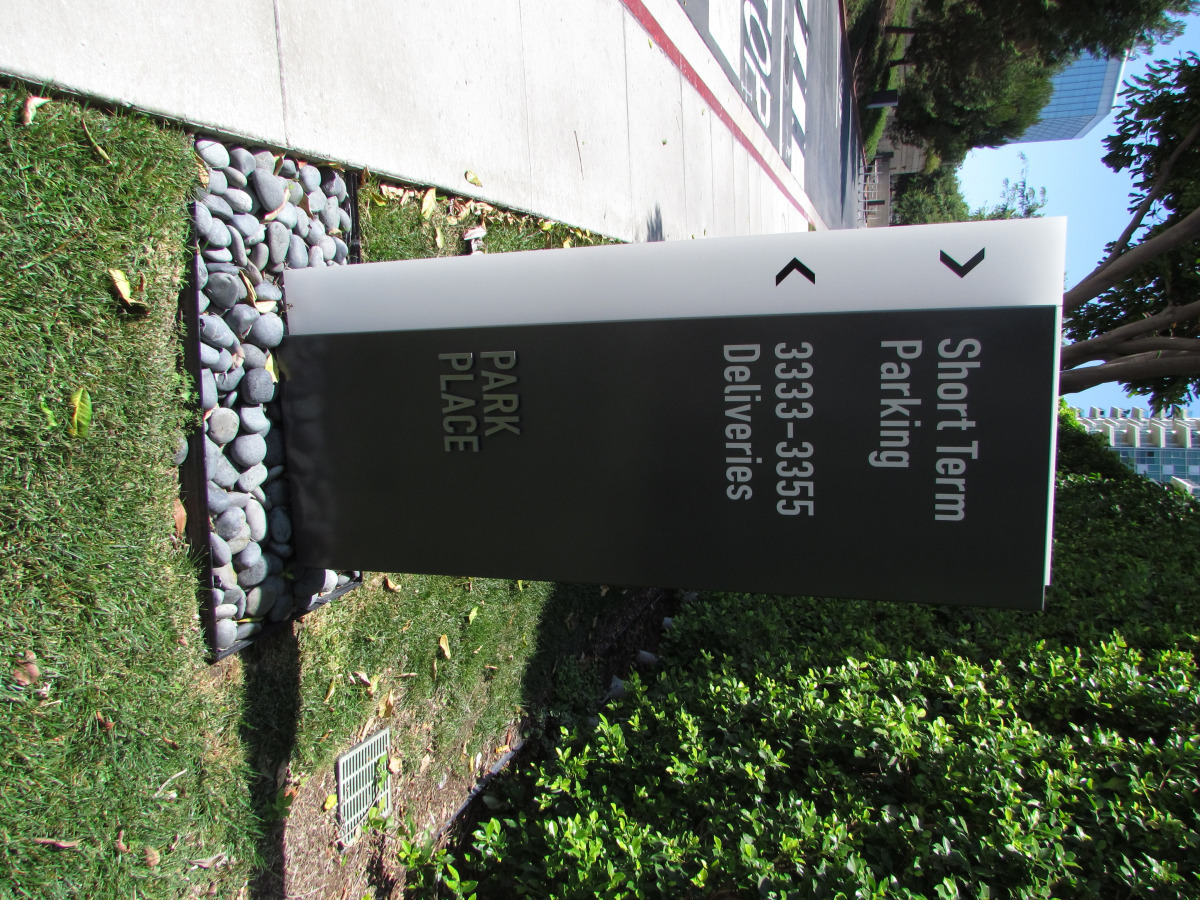 Short Term
Parking
3333–3355
Deliveries
PARK
PLACE